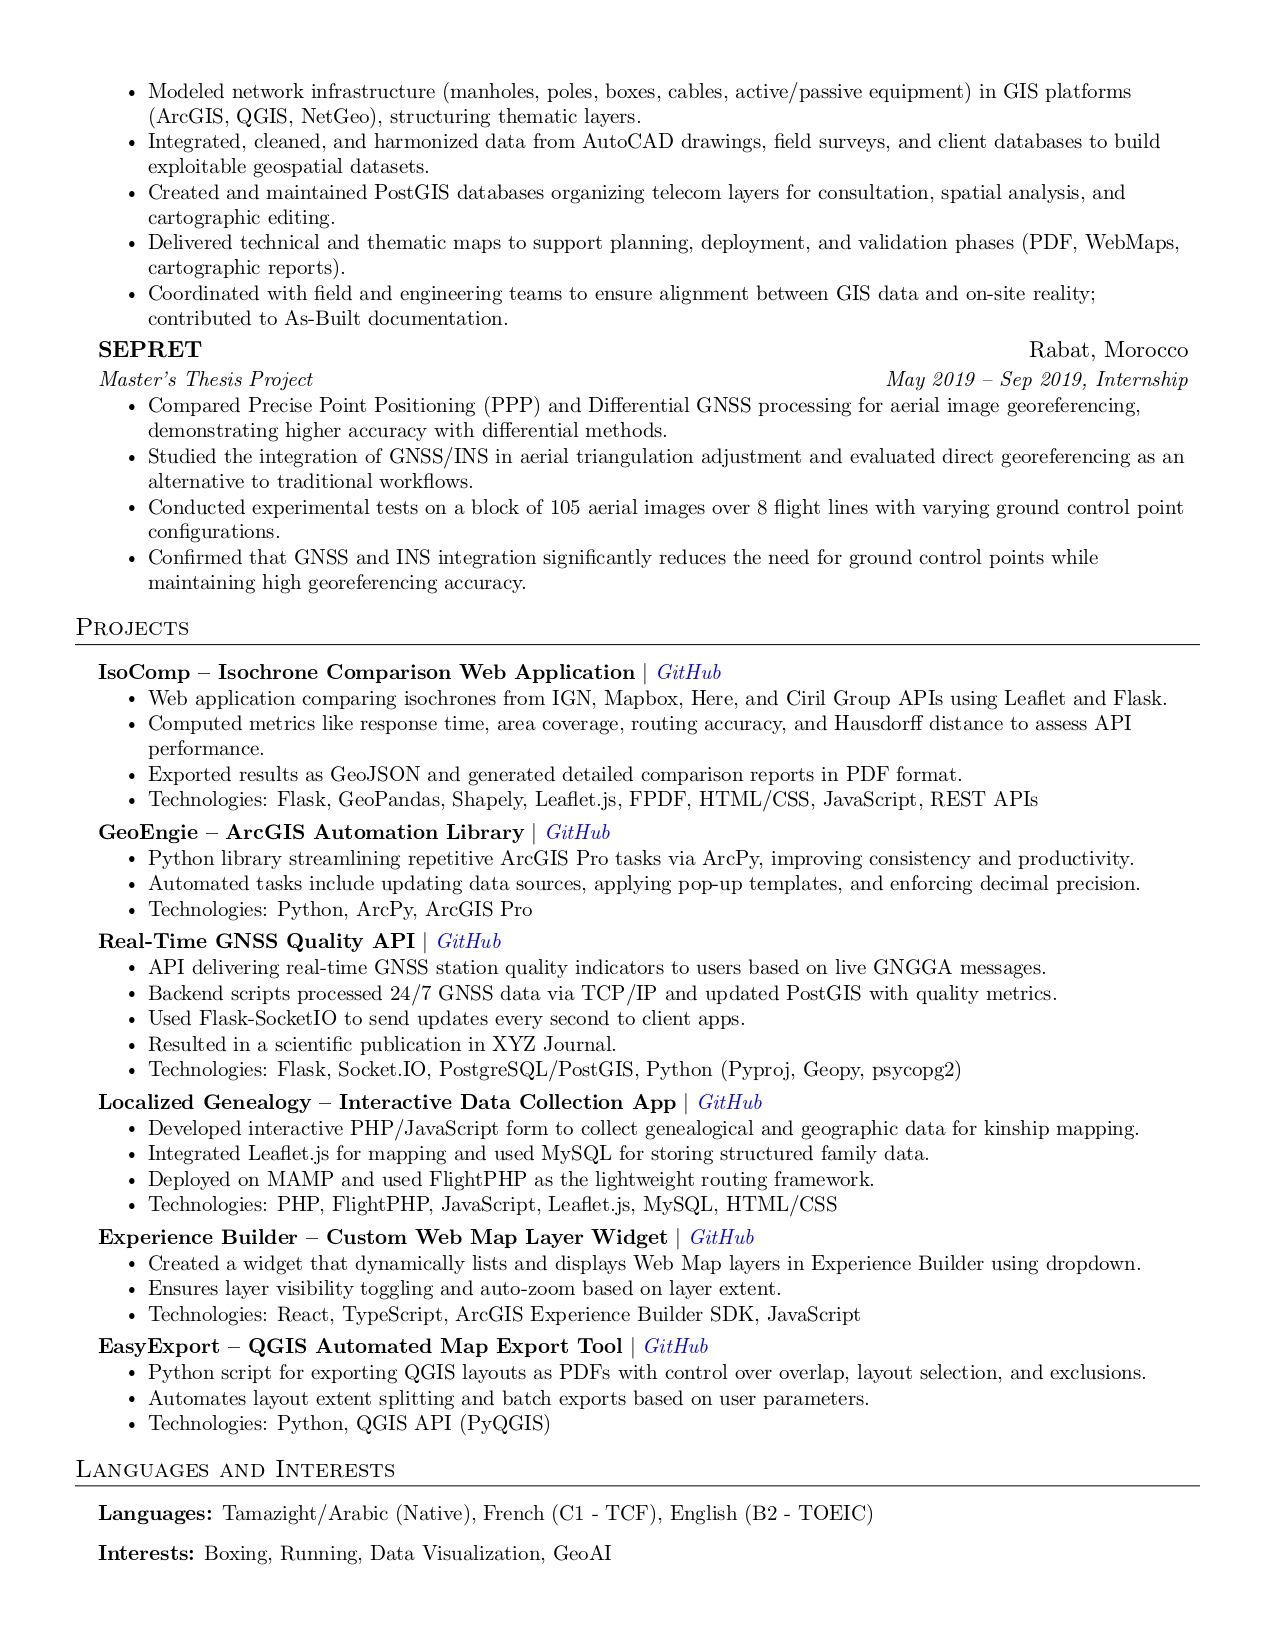 • Modeled network infrastructure (manholes, poles, boxes, cables, active/passive equipment) in GIS platforms
(ArcGIS, QGIS, NetGeo), structuring thematic layers.
• Integrated, cleaned, and harmonized data from AutoCAD drawings, field surveys, and client databases to build
exploitable geospatial datasets.
• Created and maintained PostGIS databases organizing telecom layers for consultation, spatial analysis, and
cartographic editing.
• Delivered technical and thematic maps to support planning, deployment, and validation phases (PDF, WebMaps,
cartographic reports).
• Coordinated with field and engineering teams to ensure alignment between GIS data and on-site reality;
contributed to As-Built documentation.
SEPRET Rabat, Morocco
Master's Thesis Project May 2019 – Sep 2019, Internship
• Compared Precise Point Positioning (PPP) and Differential GNSS processing for aerial image georeferencing,
demonstrating higher accuracy with differential methods.
• Studied the integration of GNSS/INS in aerial triangulation adjustment and evaluated direct georeferencing as an
alternative to traditional workflows.
• Conducted experimental tests on a block of 105 aerial images over 8 flight lines with varying ground control point
configurations.
• Confirmed that GNSS and INS integration significantly reduces the need for ground control points while
maintaining high georeferencing accuracy.
Projects
IsoComp – Isochrone Comparison Web Application | GitHub
• Web application comparing isochrones from IGN, Mapbox, Here, and Ciril Group APIs using Leaflet and Flask.
• Computed metrics like response time, area coverage, routing accuracy, and Hausdorff distance to assess API
performance.
• Exported results as GeoJSON and generated detailed comparison reports in PDF format.
• Technologies: Flask, GeoPandas, Shapely, Leaflet.js, FPDF, HTML/CSS, JavaScript, REST APIs
GeoEngie – ArcGIS Automation Library | GitHub
• Python library streamlining repetitive ArcGIS Pro tasks via ArcPy, improving consistency and productivity.
• Automated tasks include updating data sources, applying pop-up templates, and enforcing decimal precision.
• Technologies: Python, ArcPy, ArcGIS Pro
Real-Time GNSS Quality API | GitHub
• API delivering real-time GNSS station quality indicators to users based on live GNGGA messages.
• Backend scripts processed 24/7 GNSS data via TCP/IP and updated PostGIS with quality metrics.
• Used Flask-SocketIO to send updates every second to client apps.
• Resulted in a scientific publication in XYZ Journal.
• Technologies: Flask, Socket.IO, PostgreSQL/PostGIS, Python (Pyproj, Geopy, psycopg2)
Localized Genealogy – Interactive Data Collection App | GitHub
• Developed interactive PHP/JavaScript form to collect genealogical and geographic data for kinship mapping.
• Integrated Leaflet.js for mapping and used MySQL for storing structured family data.
• Deployed on MAMP and used FlightPHP as the lightweight routing framework.
• Technologies: PHP, FlightPHP, JavaScript, Leaflet.js, MySQL, HTML/CSS
Experience Builder – Custom Web Map Layer Widget | GitHub
• Created a widget that dynamically lists and displays Web Map layers in Experience Builder using dropdown.
• Ensures layer visibility toggling and auto-zoom based on layer extent.
• Technologies: React, TypeScript, ArcGIS Experience Builder SDK, JavaScript
EasyExport – QGIS Automated Map Export Tool | GitHub
• Python script for exporting QGIS layouts as PDFs with control over overlap, layout selection, and exclusions.
• Automates layout extent splitting and batch exports based on user parameters.
• Technologies: Python, QGIS API (PyQGIS)
Languages and Interests
Languages: Tamazight/Arabic (Native), French (C1 - TCF), English (B2 - TOEIC)
Interests: Boxing, Running, Data Visualization, GeoAI